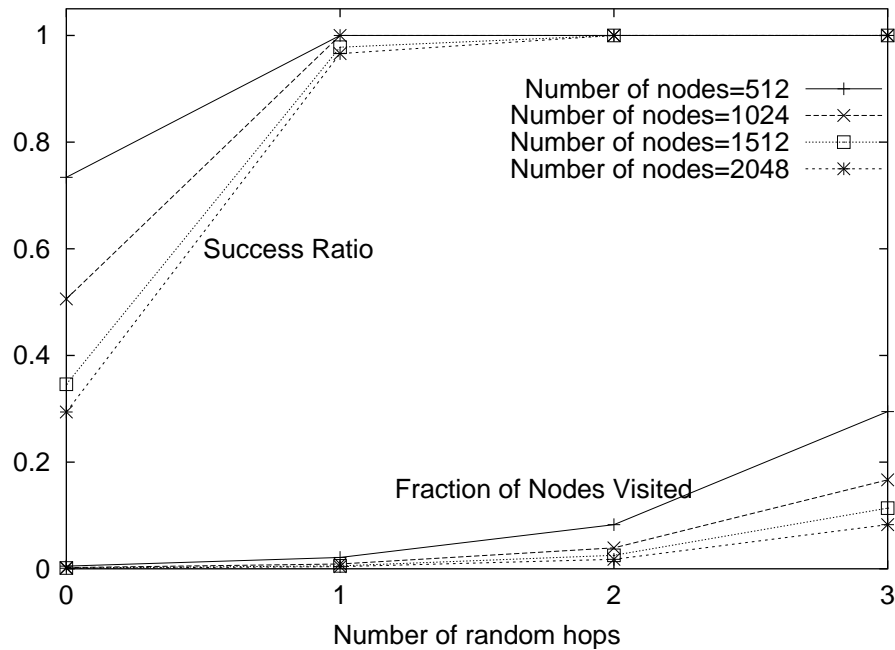 1
0.8
0.6
0.4
0.2
0
0
1
2
3
Number of nodes=512
Number of nodes=1024
Number of nodes=1512
Number of nodes=2048
Success Ratio
Fraction of Nodes Visited
Number of random hops